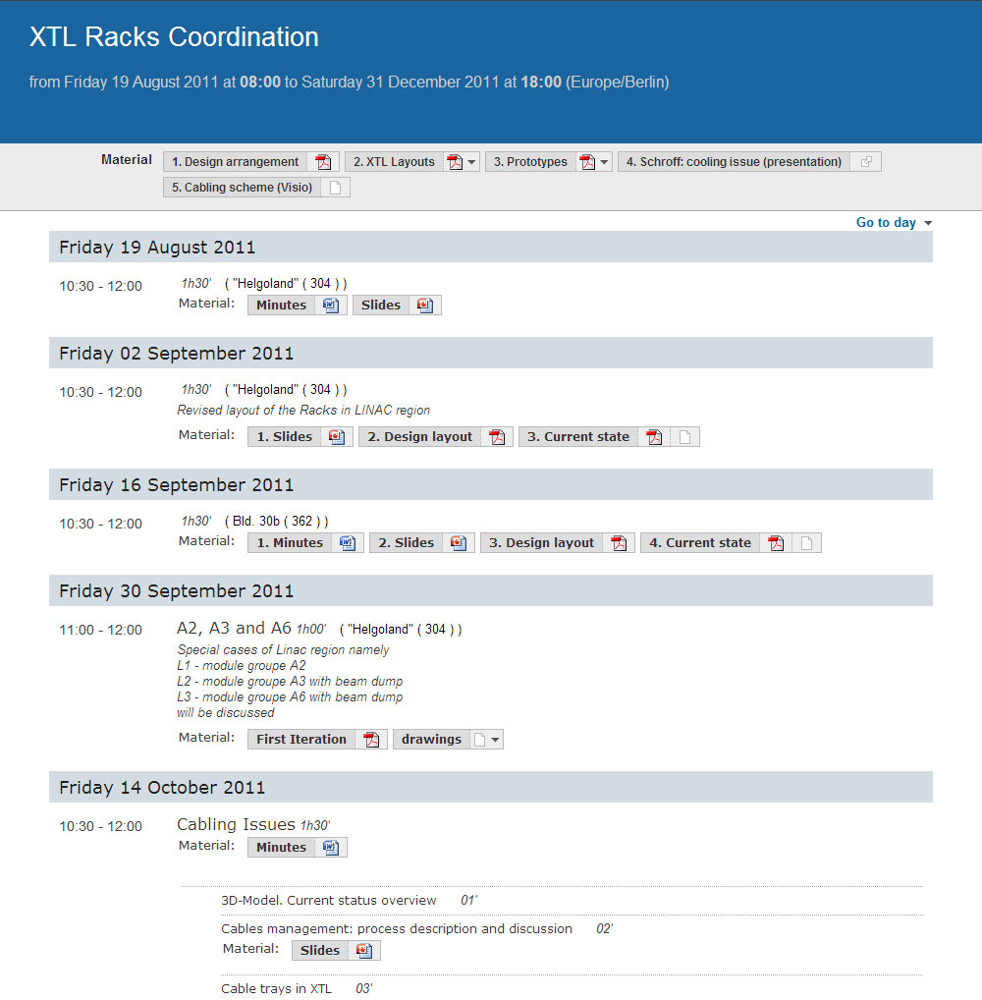 XTL Racks Coordination
from Friday 19 August 2011 at 08:00 to Saturday 31 December 2011 at 18:00 (Europe/Berlin)
Material 1. Design arrangement 2. XTL Layouts 3. Prototypes 4. Schroff: cooling issue (presentation)
5. Cabling scheme (Visio)
Go to day
Friday 19 August 2011
10:30 - 12:00 1h30' ( "Helgoland" ( 304 ) )
Material: Minutes Slides
Friday 02 September 2011
10:30 - 12:00 1h30' ( "Helgoland" ( 304 ) )
Revised layout of the Racks in LINAC region
Material: 1. Slides 2. Design layout 3. Current state
Friday 16 September 2011
10:30 - 12:00 1h30' ( Bld. 30b ( 362 ) )
Material: 1. Minutes 2. Slides 3. Design layout 4. Current state
Friday 30 September 2011
11:00 - 12:00 A2, A3 and A6 1h00' ( "Helgoland" ( 304 ) )
Special cases of Linac region namely
L1 - module groupe A2
L2 - module groupe A3 with beam dump
L3 - module groupe A6 with beam dump
will be discussed
Material: First Iteration drawings
Friday 14 October 2011
10:30 - 12:00 Cabling Issues 1h30'
Material: Minutes
3D-Model. Current status overview 01'
Cables management: process description and discussion 02'
Material: Slides
Cable trays in XTL 03'